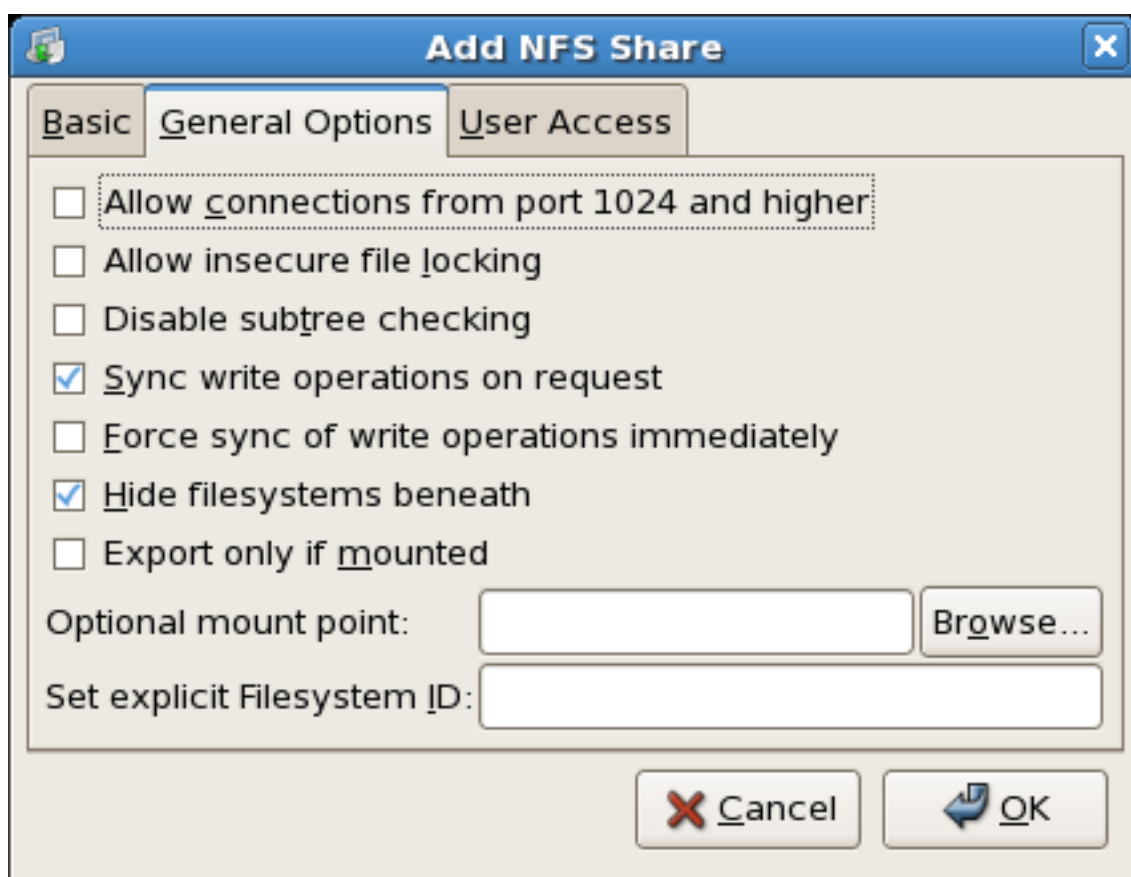 Add NFS Share
Basic General Options User Access
Allow connections from port 1024 and higher
Allow insecure file locking
Disable subtree checking
Sync write operations on request
Force sync of write operations immediately
Hide filesystems beneath
Export only if mounted
Optional mount point: Browse...
Set explicit Filesystem ID:
Cancel OK